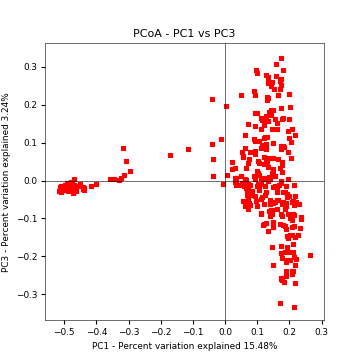 PCoA - PC1 vs PC3
PC3 - Percent variation explained 3.24%
0.3
0.2
0.1
0.0
−0.1
−0.2
−0.3
−0.5 −0.4 −0.3 −0.2 −0.1 0.0 0.1 0.2 0.3
PC1 - Percent variation explained 15.48%